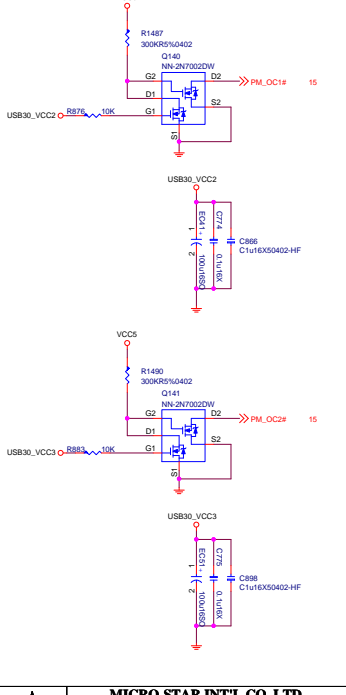 R1487
300KR5%0402
Q140
NN-2N7002DW
G2
D2
PM_OC1#
15
D1
S2
USB30_VCC2
R876
10K
G1
S1
USB30_VCC2
EC41
1
2
+
100u16SO
C774
0.1u16X
C866
C1u16X50402-HF
VCC5
R1490
300KR5%0402
Q141
NN-2N7002DW
G2
D2
PM_OC2#
15
D1
S2
USB30_VCC3
R883
10K
G1
S1
USB30_VCC3
EC51
1
2
+
100u16SO
C775
0.1u16X
C898
C1u16X50402-HF
MICRO-STAR INT'L CO.,LTD